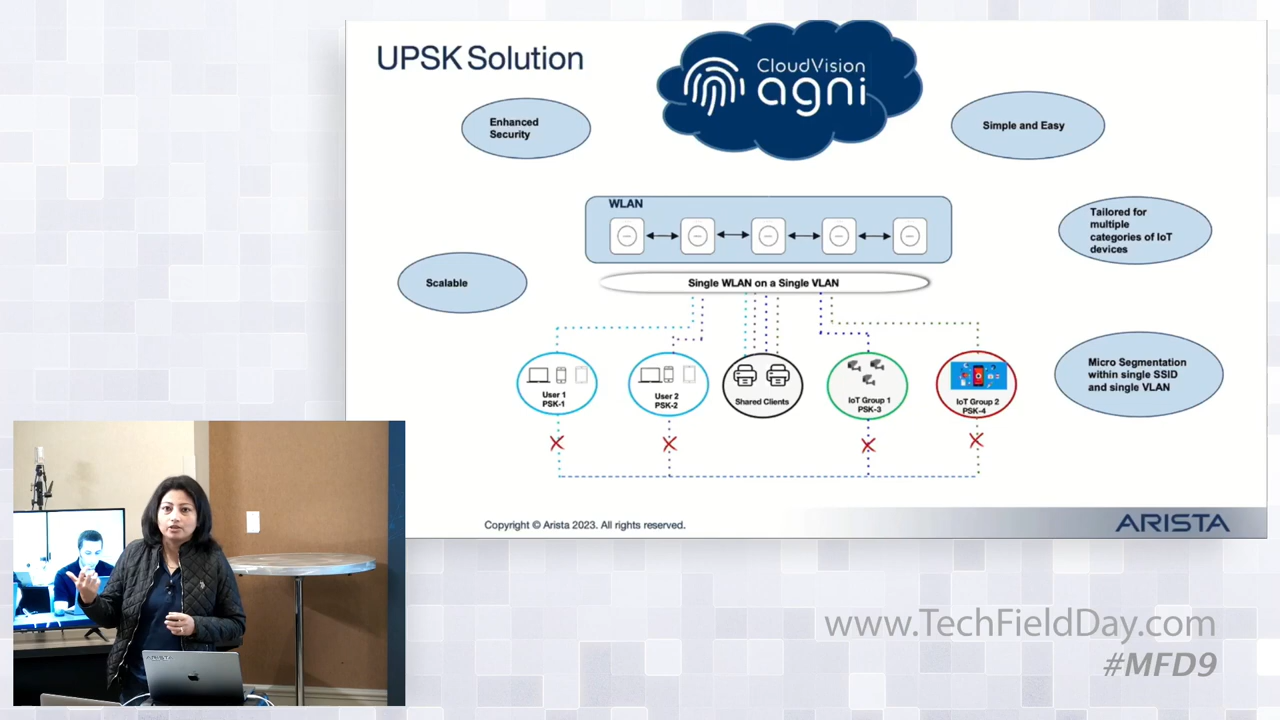 UPSK Solution
CloudVision
agni
Enhanced
Security
Simple and Easy
WLAN
Tailored for
multiple
categories of IoT
devices
Scalable
Single WLAN on a Single VLAN
User 1
PSK-1
User 2
PSK-2
Shared Clients
IoT Group 1
PSK-3
IoT Group 2
PSK-4
Micro Segmentation
within single SSID
and single VLAN
Copyright © Arista 2023. All rights reserved.
ARISTA
ARISTA
www.TechFieldDay.com
#MFD9